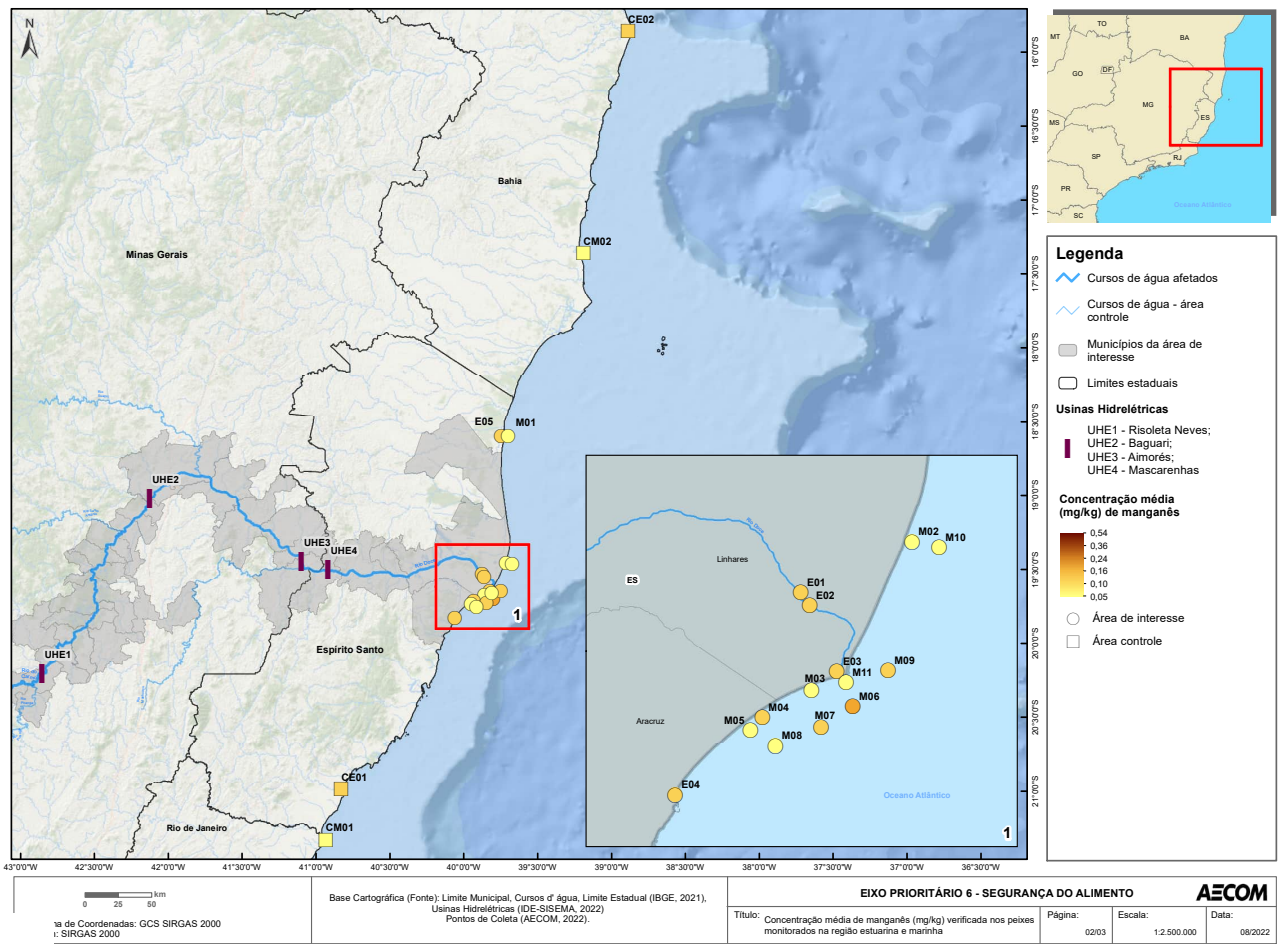 N
CE02
Bahia
Minas Gerais
CM02
E05
M01
UHE2
UHE3
UHE4
UHE1
Rio Doce
1
Espírito Santo
CE01
CM01
Rio de Janeiro
16°0'0"S
16°30'0"S
17°0'0"S
17°30'0"S
18°0'0"S
18°30'0"S
19°0'0"S
19°30'0"S
20°0'0"S
20°30'0"S
21°0'0"S
43°0'0"W
42°30'0"W
42°0'0"W
41°30'0"W
41°0'0"W
40°30'0"W
40°0'0"W
39°30'0"W
39°0'0"W
38°30'0"W
38°0'0"W
37°30'0"W
37°0'0"W
36°30'0"W
Rio Doce
M02
M10
Linhares
ES
E01
E02
E03
M09
M11
M03
M06
M04
M07
Aracruz
M05
M08
E04
Oceano Atlântico
1
TO
BA
MT
GO
DF
MG
ES
MS
SP
RJ
PR
SC
Oceano Atlântico
Legenda
Cursos de água afetados
Cursos de água - área
controle
Municípios da área de
interesse
Limites estaduais
Usinas Hidrelétricas
UHE1 - Risoleta Neves;
UHE2 - Baguari;
UHE3 - Aimorés;
UHE4 - Mascarenhas
Concentração média
(mg/kg) de manganês
0,54
0,36
0,16
0,10
0,05
Área de interesse
Área controle
km
0 25 50
na de Coordenadas: GCS SIRGAS 2000
: SIRGAS 2000
Base Cartográfica (Fonte): Limite Municipal, Cursos d' água, Limite Estadual (IBGE, 2021),
Usinas Hidrelétricas (IDE-SISEMA, 2022)
Pontos de Coleta (AECOM, 2022).
EIXO PRIORITÁRIO 6 - SEGURANÇA DO ALIMENTO
AECOM
Título: Concentração média de manganês (mg/kg) verificada nos peixes
monitorados na região estuarina e marinha
Página:
02/03
Escala:
1:2.500.000
Data:
08/2022